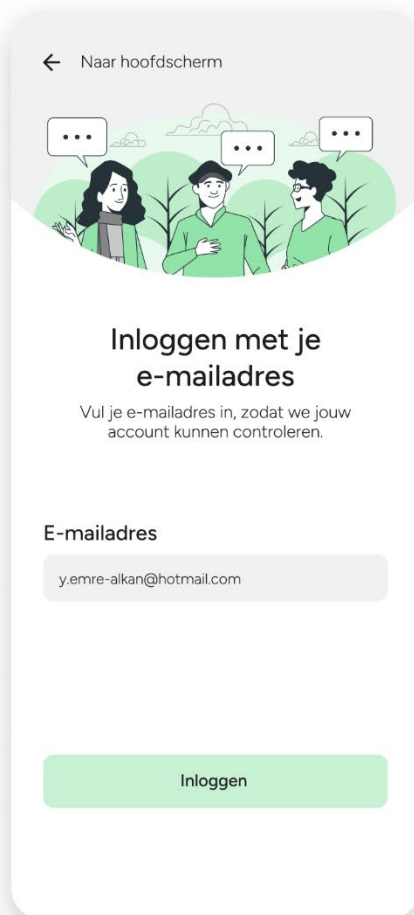 Naar hoofdscherm
Inloggen met je
e-mailadres
Vul je e-mailadres in, zodat we jouw
account kunnen controleren.
E-mailadres
y.emre-alkan@hotmail.com
Inloggen